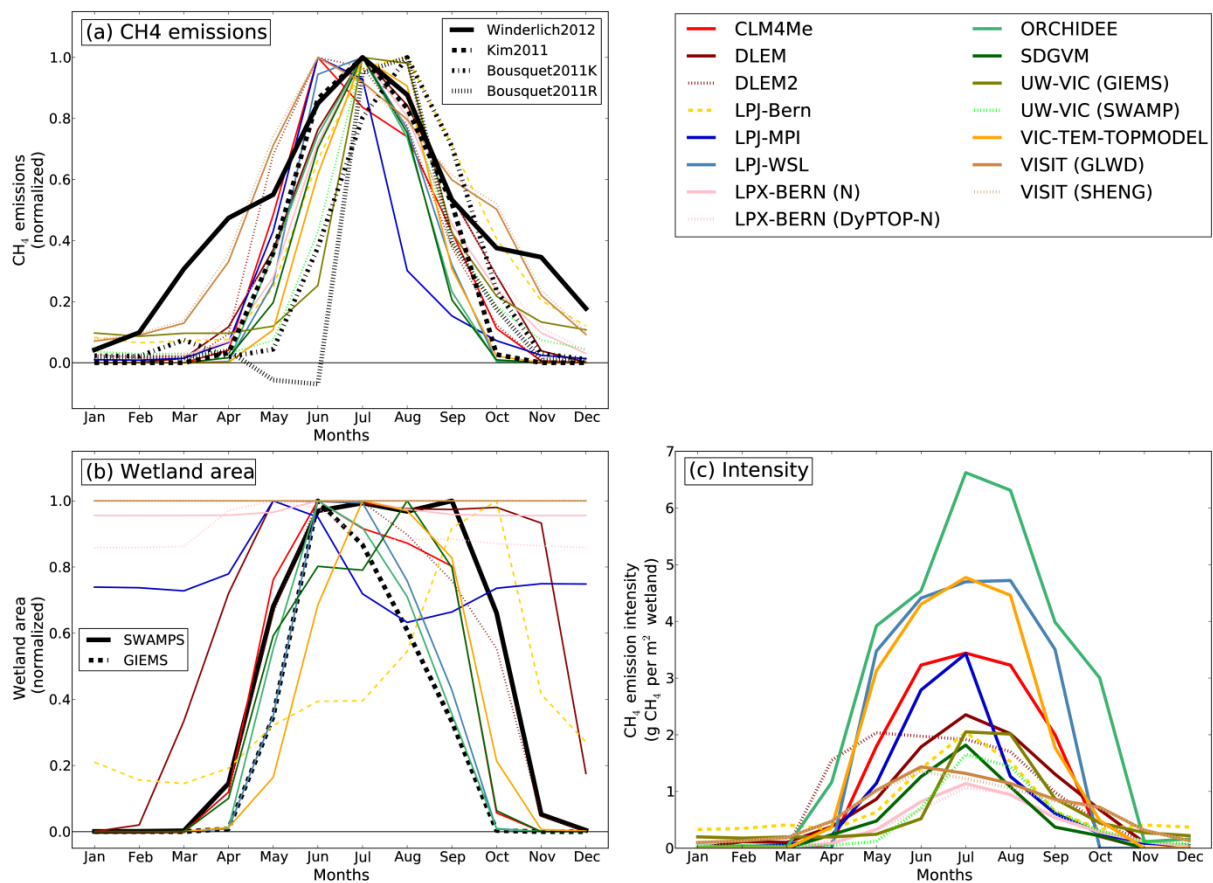 (a) CH4 emissions
Winderlich2012
Kim2011
Bousquet2011K
Bousquet2011R
CH₄ emissions
(normalized)
1.0
0.8
0.6
0.4
0.2
0.0
Jan Feb Mar Apr May Jun Jul Aug Sep Oct Nov Dec
Months
CLM4Me
DLEM
DLEM2
LPJ-Bern
LPJ-MPI
LPJ-WSL
LPX-BERN (N)
LPX-BERN (DyPTOP-N)
ORCHIDEE
SDGVM
UW-VIC (GIEMS)
UW-VIC (SWAMP)
VIC-TEM-TOPMODEL
VISIT (GLWD)
VISIT (SHENG)
(b) Wetland area
SWAMPS
GIEMS
Wetland area
(normalized)
1.0
0.8
0.6
0.4
0.2
0.0
Jan Feb Mar Apr May Jun Jul Aug Sep Oct Nov Dec
Months
(c) Intensity
CH₄ emission intensity
(g CH₄ per m² wetland)
7
6
5
4
3
2
1
0
Jan Feb Mar Apr May Jun Jul Aug Sep Oct Nov Dec
Months